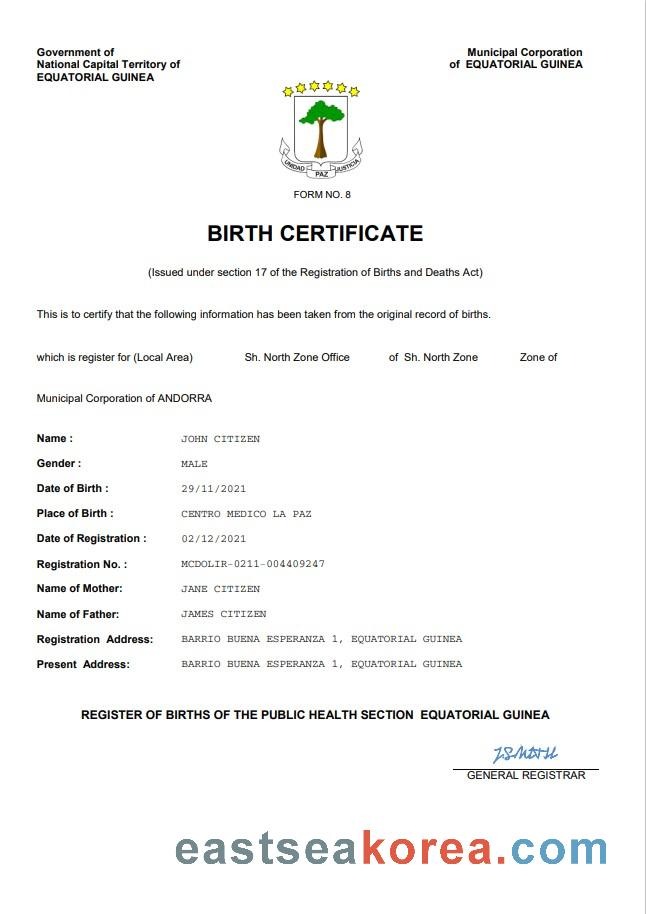 Government of
National Capital Territory of
EQUATORIAL GUINEA
Municipal Corporation
of EQUATORIAL GUINEA
UNIDAD PAZ JUSTICIA
FORM NO. 8
BIRTH CERTIFICATE
(Issued under section 17 of the Registration of Births and Deaths Act)
This is to certify that the following information has been taken from the original record of births.
which is register for (Local Area) Sh. North Zone Office of Sh. North Zone Zone of
Municipal Corporation of ANDORRA
Name : JOHN CITIZEN
Gender : MALE
Date of Birth : 29/11/2021
Place of Birth : CENTRO MEDICO LA PAZ
Date of Registration : 02/12/2021
Registration No. : MCDOLIR-0211-004409247
Name of Mother: JANE CITIZEN
Name of Father: JAMES CITIZEN
Registration Address: BARRIO BUENA ESPERANZA 1, EQUATORIAL GUINEA
Present Address: BARRIO BUENA ESPERANZA 1, EQUATORIAL GUINEA
REGISTER OF BIRTHS OF THE PUBLIC HEALTH SECTION EQUATORIAL GUINEA
JSMITH
GENERAL REGISTRAR
eastseakorea.com